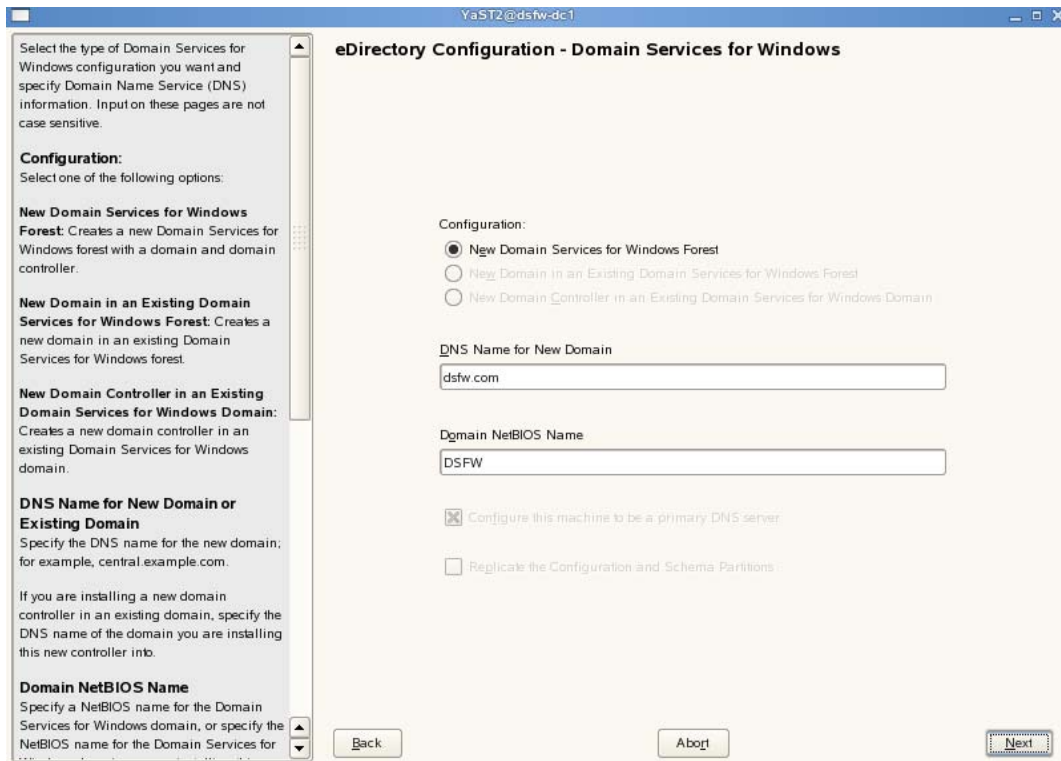 YaST2@dsfw-dc1
Select the type of Domain Services for
Windows configuration you want and
specify Domain Name Service (DNS)
information. Input on these pages are not
case sensitive.
Configuration:
Select one of the following options:
New Domain Services for Windows
Forest: Creates a new Domain Services for
Windows forest with a domain and domain
controller.
New Domain in an Existing Domain
Services for Windows Forest: Creates a
new domain in an existing Domain
Services for Windows forest.
New Domain Controller in an Existing
Domain Services for Windows Domain:
Creates a new domain controller in an
existing Domain Services for Windows
domain.
DNS Name for New Domain or
Existing Domain
Specify the DNS name for the new domain;
for example, central.example.com.
If you are installing a new domain
controller in an existing domain, specify the
DNS name of the domain you are installing
this new controller into.
Domain NetBIOS Name
Specify a NetBIOS name for the Domain
Services for Windows domain, or specify the
NetBIOS name for the Domain Services for
eDirectory Configuration - Domain Services for Windows
Configuration:
New Domain Services for Windows Forest
New Domain in an Existing Domain Services for Windows Forest
New Domain Controller in an Existing Domain Services for Windows Domain
DNS Name for New Domain
dsfw.com
Domain NetBIOS Name
DSFW
Configure this machine to be a primary DNS server
Replicate the Configuration and Schema Partitions
Back
Abort
Next